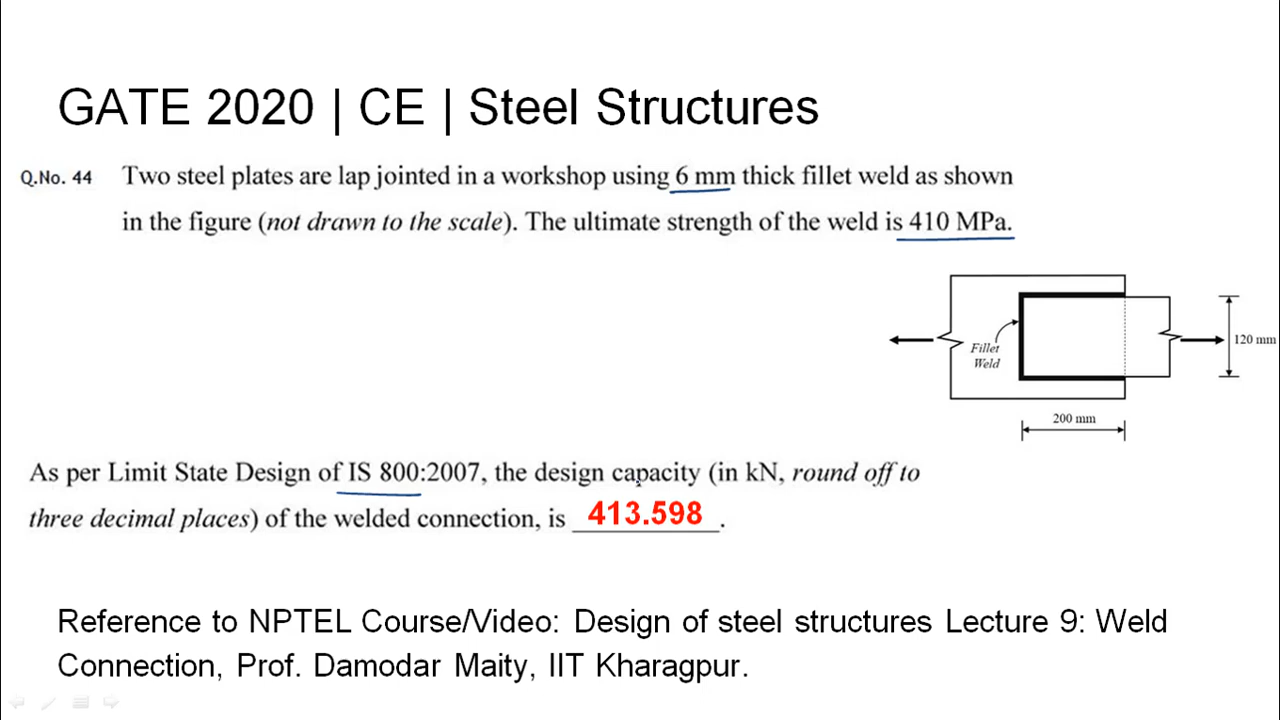 GATE 2020 | CE | Steel Structures
Q.No. 44 Two steel plates are lap jointed in a workshop using 6 mm thick fillet weld as shown
in the figure (not drawn to the scale). The ultimate strength of the weld is 410 MPa.
Fillet
Weld
120 mm
200 mm
As per Limit State Design of IS 800:2007, the design capacity (in kN, round off to
three decimal places) of the welded connection, is 413.598.
Reference to NPTEL Course/Video: Design of steel structures Lecture 9: Weld
Connection, Prof. Damodar Maity, IIT Kharagpur.